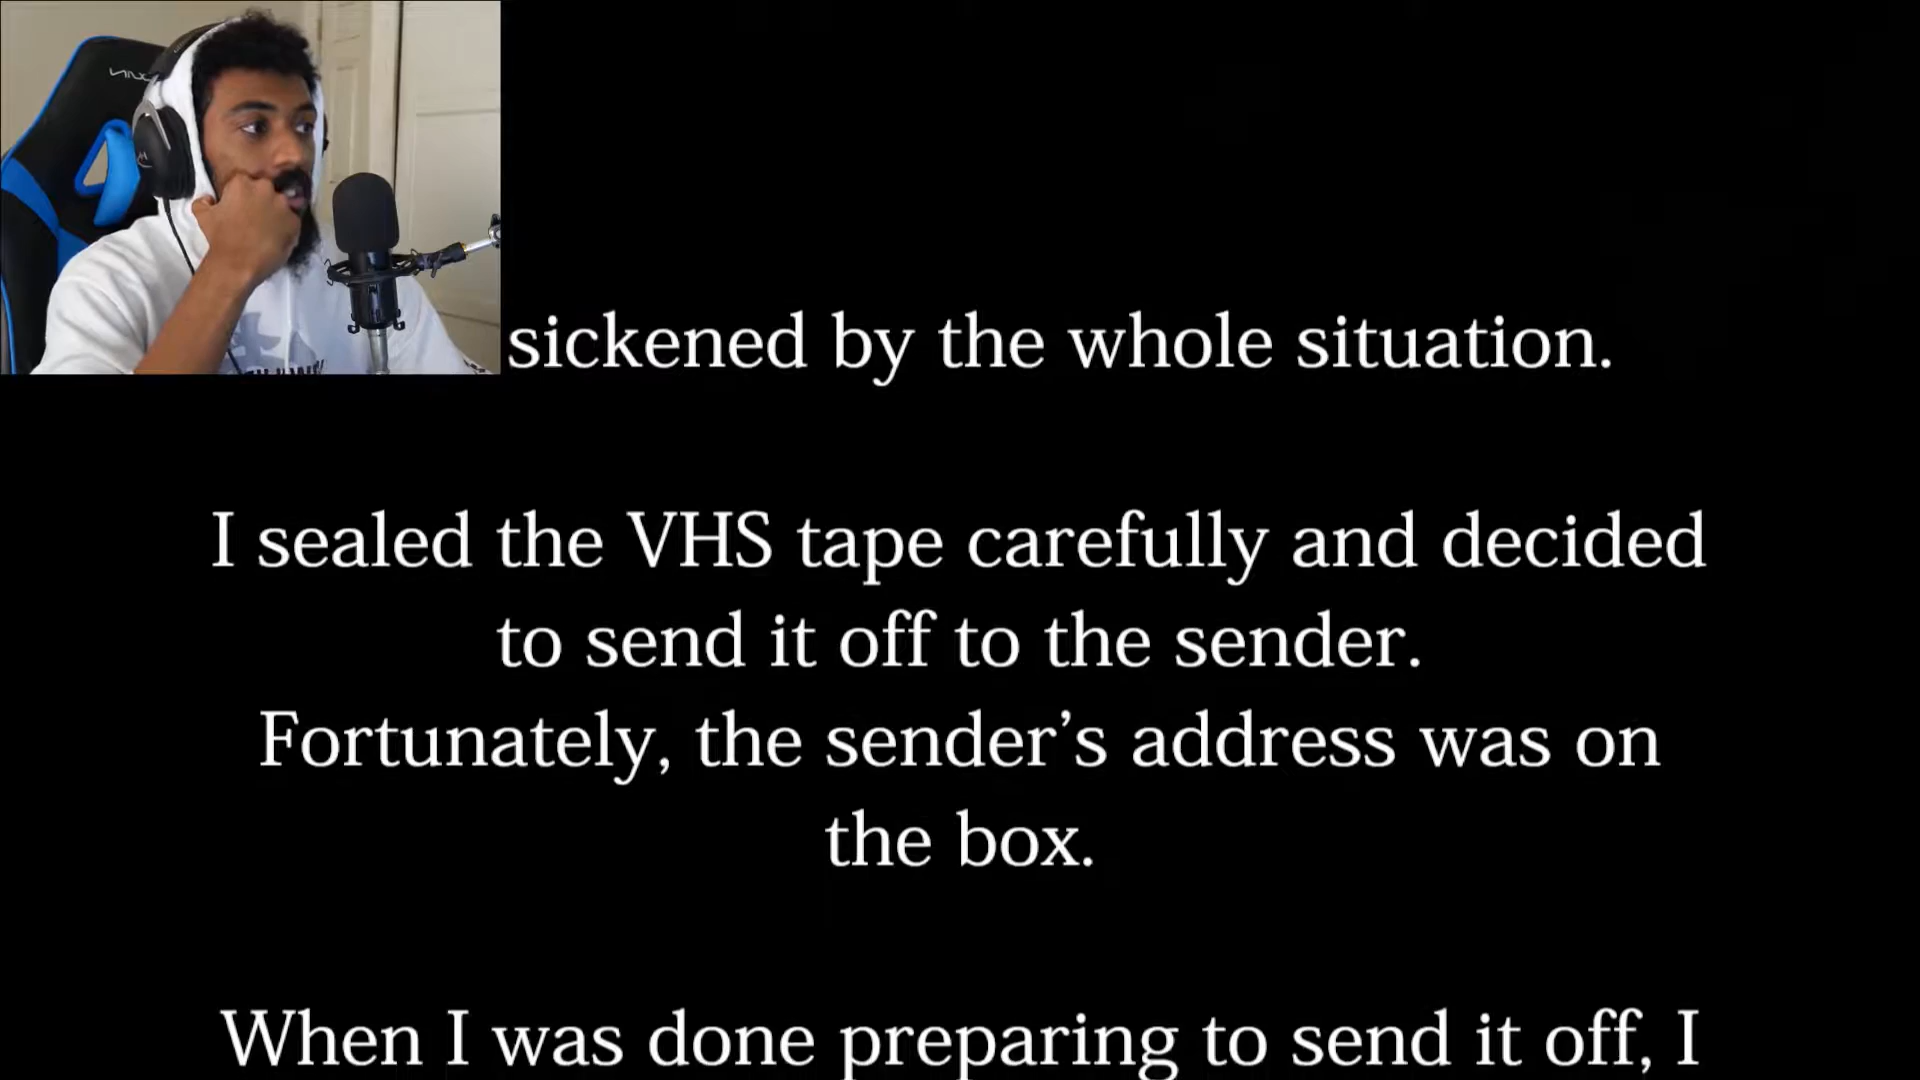 sickened by the whole situation.
I sealed the VHS tape carefully and decided
to send it off to the sender.
Fortunately, the sender’s address was on
the box.
When I was done preparing to send it off, I